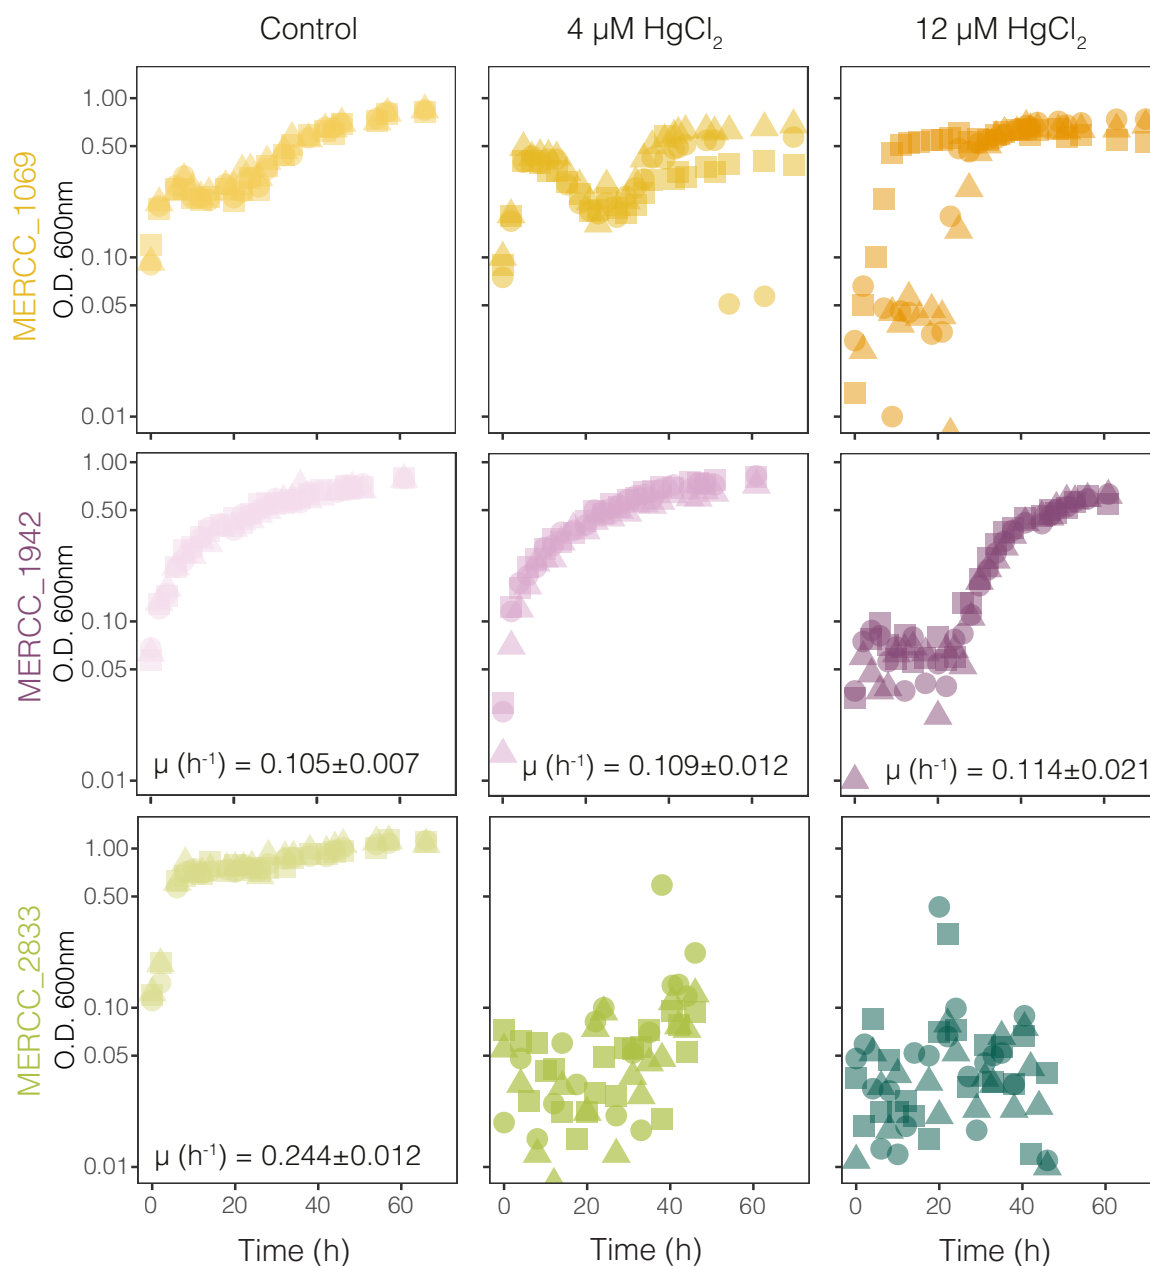 Control
4 µM HgCl₂
12 µM HgCl₂
MERCC_1069
O.D. 600nm
1.00
0.50
0.10
0.05
0.01
MERCC_1942
O.D. 600nm
1.00
0.50
0.10
0.05
0.01
µ (h⁻¹) = 0.105±0.007
µ (h⁻¹) = 0.109±0.012
µ (h⁻¹) = 0.114±0.021
MERCC_2833
O.D. 600nm
1.00
0.50
0.10
0.05
0.01
µ (h⁻¹) = 0.244±0.012
0 20 40 60
0 20 40 60
0 20 40 60
Time (h)
Time (h)
Time (h)